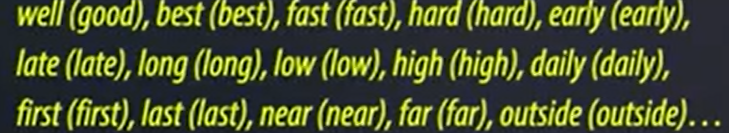 well (good), best (best), fast (fast), hard (hard), early (early),
late (late), long (long), low (low), high (high), daily (daily),
first (first), last (last), near (near), far (far), outside (outside)...